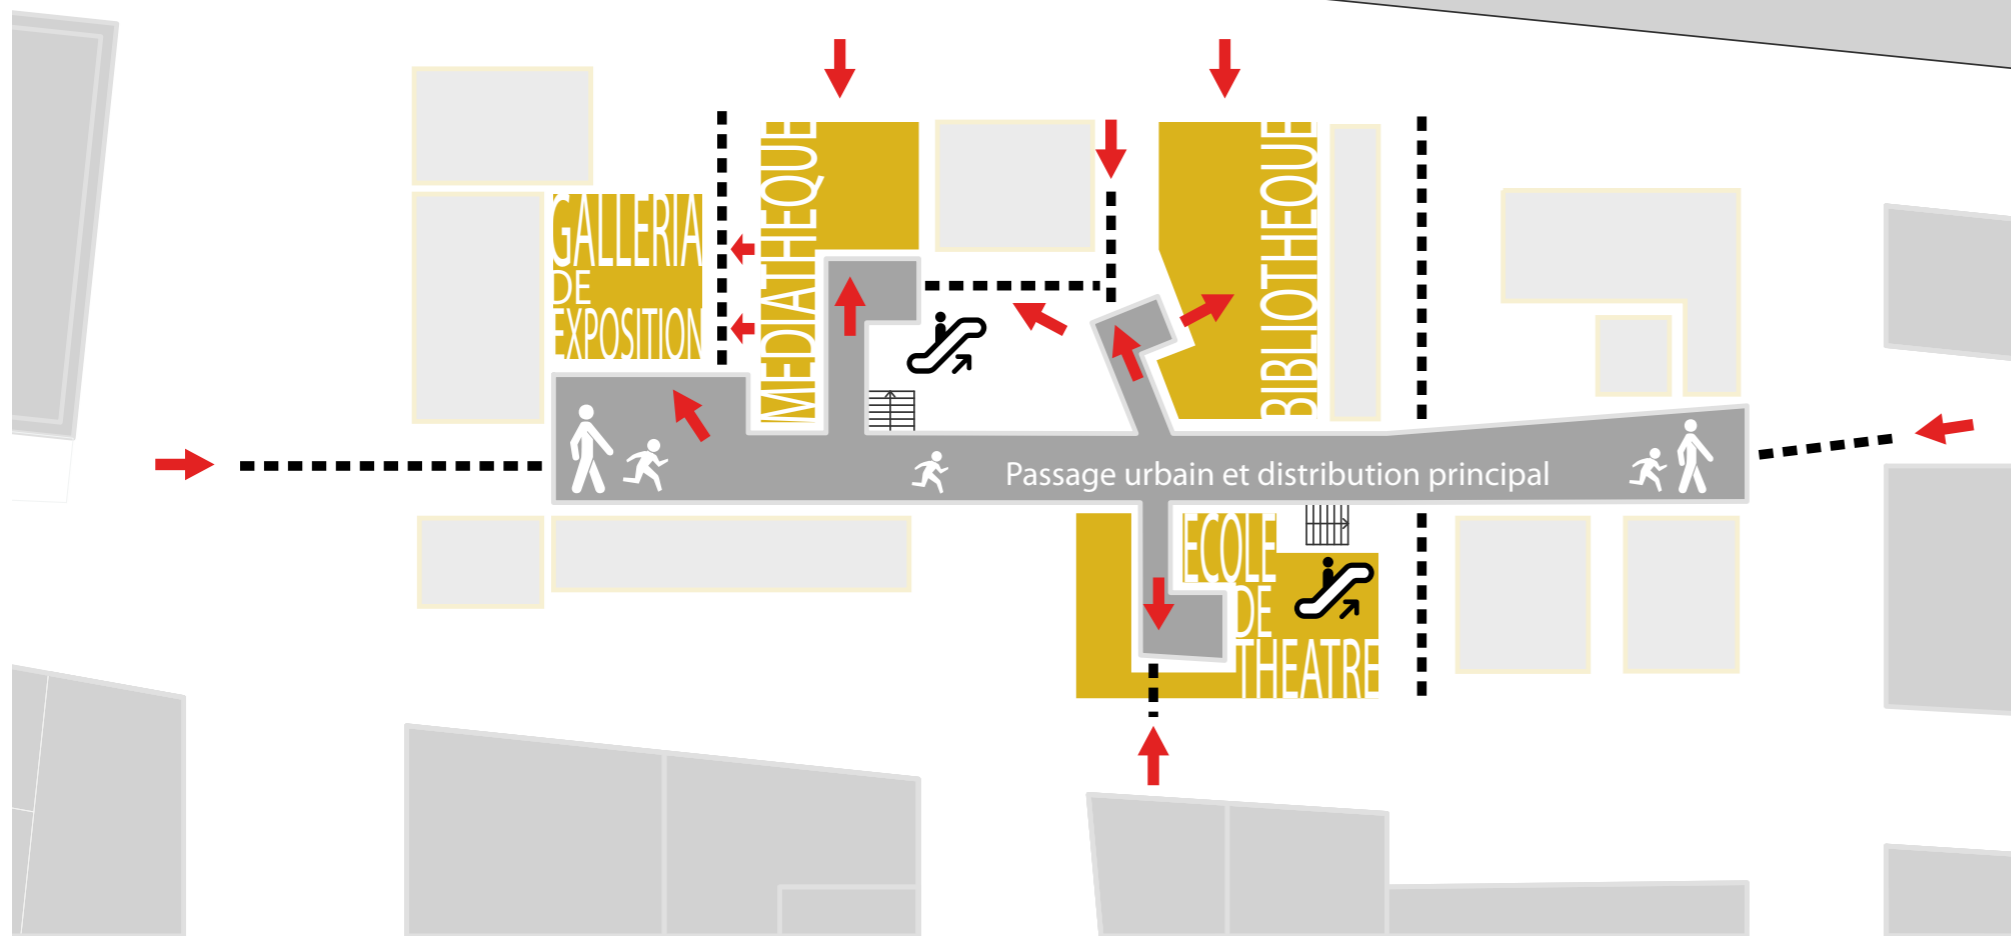 GALLERIA
DE
EXPOSITION
MEDIATHEQUE
BIBLIOTHEQUE
Passage urbain et distribution principal
ECOLE
DE
THEATRE